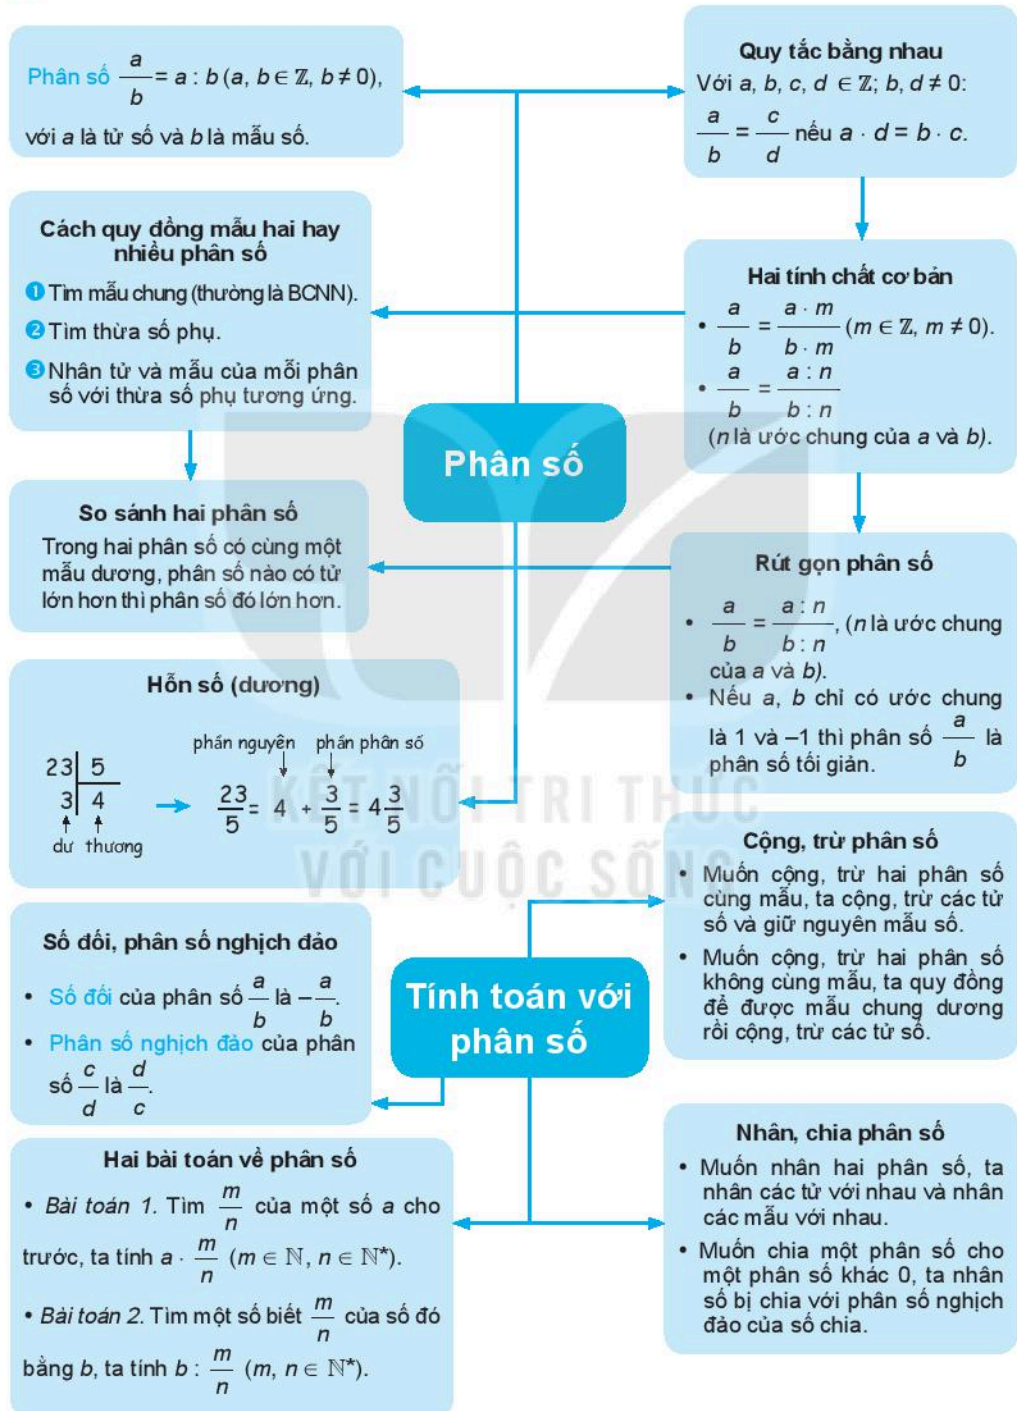 Phân số a/b = a : b (a, b ∈ ℤ, b ≠ 0),
với a là tử số và b là mẫu số.
Quy tắc bằng nhau
Với a, b, c, d ∈ ℤ; b, d ≠ 0:
a/b = c/d nếu a · d = b · c.
Cách quy đồng mẫu hai hay
nhiều phân số
❶ Tìm mẫu chung (thường là BCNN).
❷ Tìm thừa số phụ.
❸ Nhân tử và mẫu của mỗi phân
số với thừa số phụ tương ứng.
Hai tính chất cơ bản
• a/b = (a · m)/(b · m) (m ∈ ℤ, m ≠ 0).
• a/b = (a : n)/(b : n)
(n là ước chung của a và b).
Phân số
So sánh hai phân số
Trong hai phân số có cùng một
mẫu dương, phân số nào có tử
lớn hơn thì phân số đó lớn hơn.
Rút gọn phân số
• a/b = (a : n)/(b : n), (n là ước chung
của a và b).
• Nếu a, b chỉ có ước chung
là 1 và –1 thì phân số a/b là
phân số tối giản.
Hỗn số (dương)
phần nguyên phần phân số
23 5
3 4
dư thương
23/5 = 4 + 3/5 = 4 3/5
KẾT NỐI TRI THỨC
VỚI CUỘC SỐNG
Cộng, trừ phân số
• Muốn cộng, trừ hai phân số
cùng mẫu, ta cộng, trừ các tử
số và giữ nguyên mẫu số.
• Muốn cộng, trừ hai phân số
không cùng mẫu, ta quy đồng
để được mẫu chung dương
rồi cộng, trừ các tử số.
Số đối, phân số nghịch đảo
• Số đối của phân số a/b là –a/b.
• Phân số nghịch đảo của phân
số c/d là d/c.
Tính toán với
phân số
Hai bài toán về phân số
• Bài toán 1. Tìm m/n của một số a cho
trước, ta tính a · m/n (m ∈ ℕ, n ∈ ℕ*).
• Bài toán 2. Tìm một số biết m/n của số đó
bằng b, ta tính b : m/n (m, n ∈ ℕ*).
Nhân, chia phân số
• Muốn nhân hai phân số, ta
nhân các tử với nhau và nhân
các mẫu với nhau.
• Muốn chia một phân số cho
một phân số khác 0, ta nhân
số bị chia với phân số nghịch
đảo của số chia.